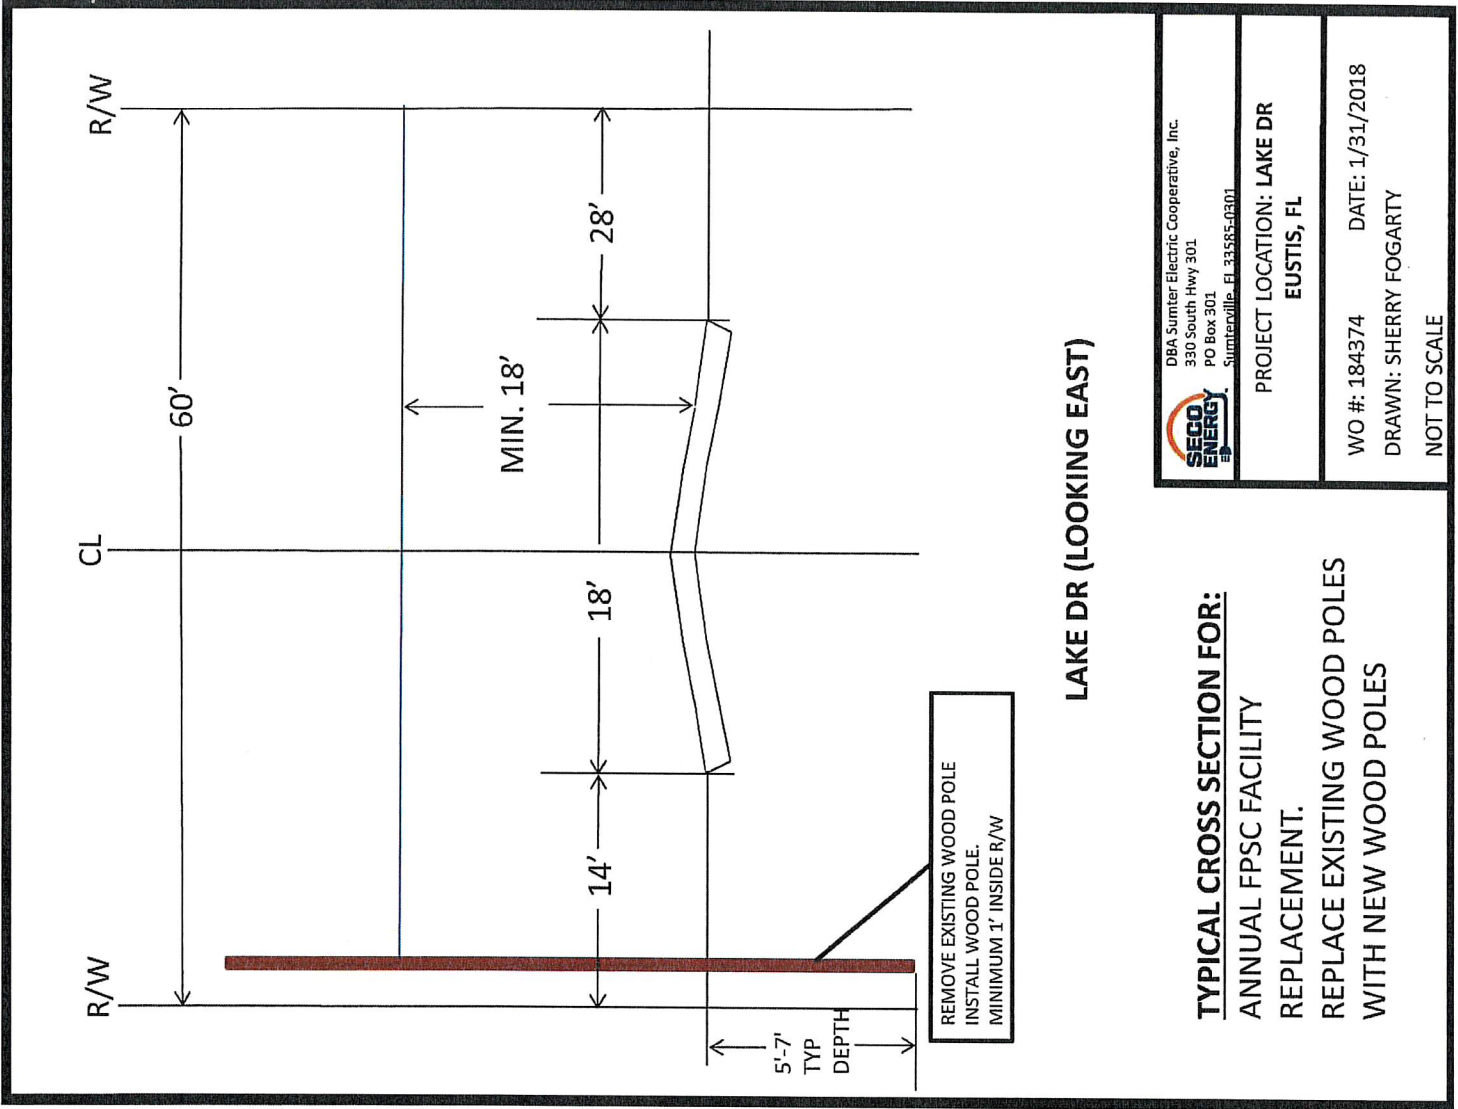 R/W
CL
R/W
60'
MIN. 18'
14'
18'
28'
5'-7'
TYP
DEPTH
REMOVE EXISTING WOOD POLE
INSTALL WOOD POLE.
MINIMUM 1' INSIDE R/W
LAKE DR (LOOKING EAST)
TYPICAL CROSS SECTION FOR:
ANNUAL FPSC FACILITY
REPLACEMENT.
REPLACE EXISTING WOOD POLES
WITH NEW WOOD POLES
SECO
ENERGY
DBA Sumter Electric Cooperative, Inc.
330 South Hwy 301
PO Box 301
Sumterville, Fl 33585-0301
PROJECT LOCATION: LAKE DR
EUSTIS, FL
WO #: 184374 DATE: 1/31/2018
DRAWN: SHERRY FOGARTY
NOT TO SCALE